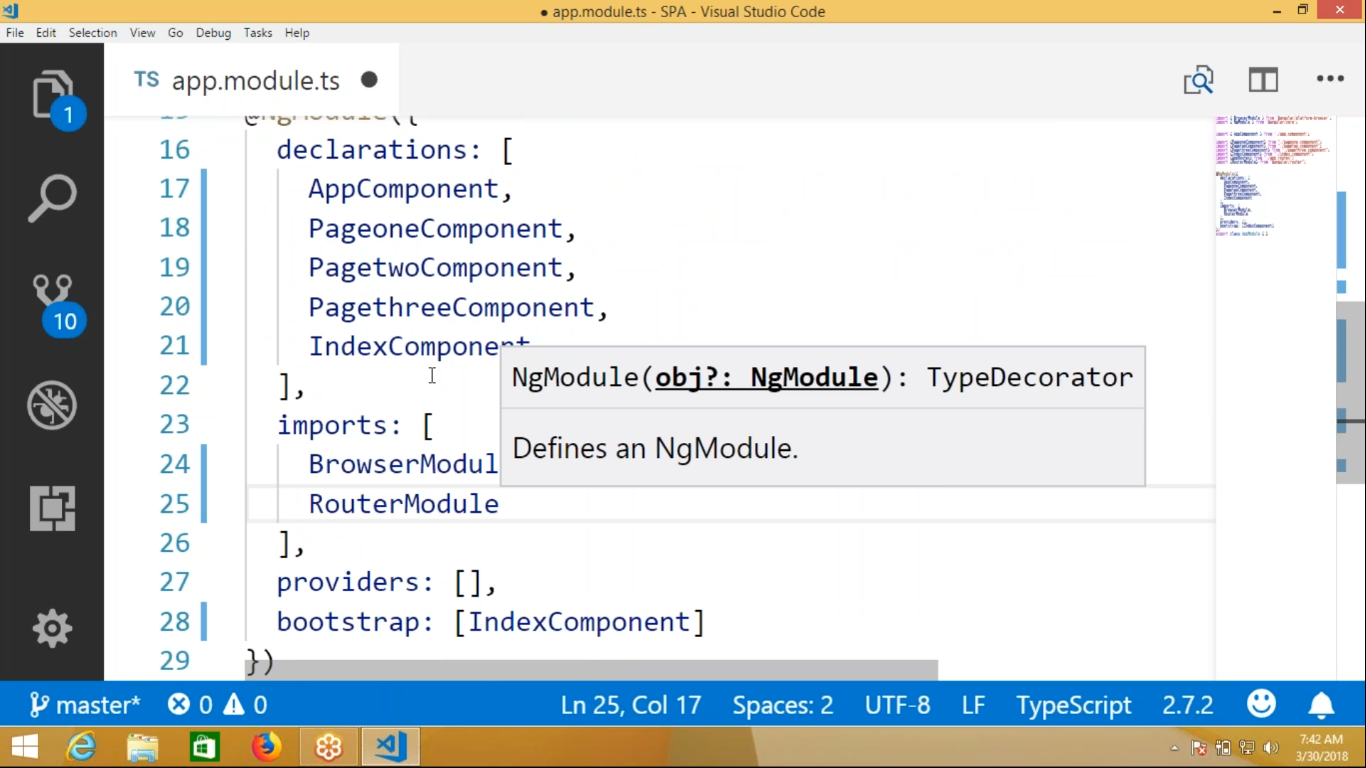 ● app.module.ts - SPA - Visual Studio Code
File Edit Selection View Go Debug Tasks Help
TS app.module.ts ●
1
16 declarations: [
17 AppComponent,
18 PageoneComponent,
19 PagetwoComponent,
20 PagethreeComponent,
21 IndexComponent
22 ],
NgModule(obj?: NgModule): TypeDecorator
Defines an NgModule.
23 imports: [
24 BrowserModul
25 RouterModule
26 ],
27 providers: [],
28 bootstrap: [IndexComponent]
29 })
10
master* 0 0 Ln 25, Col 17 Spaces: 2 UTF-8 LF TypeScript 2.7.2
7:42 AM
3/30/2018